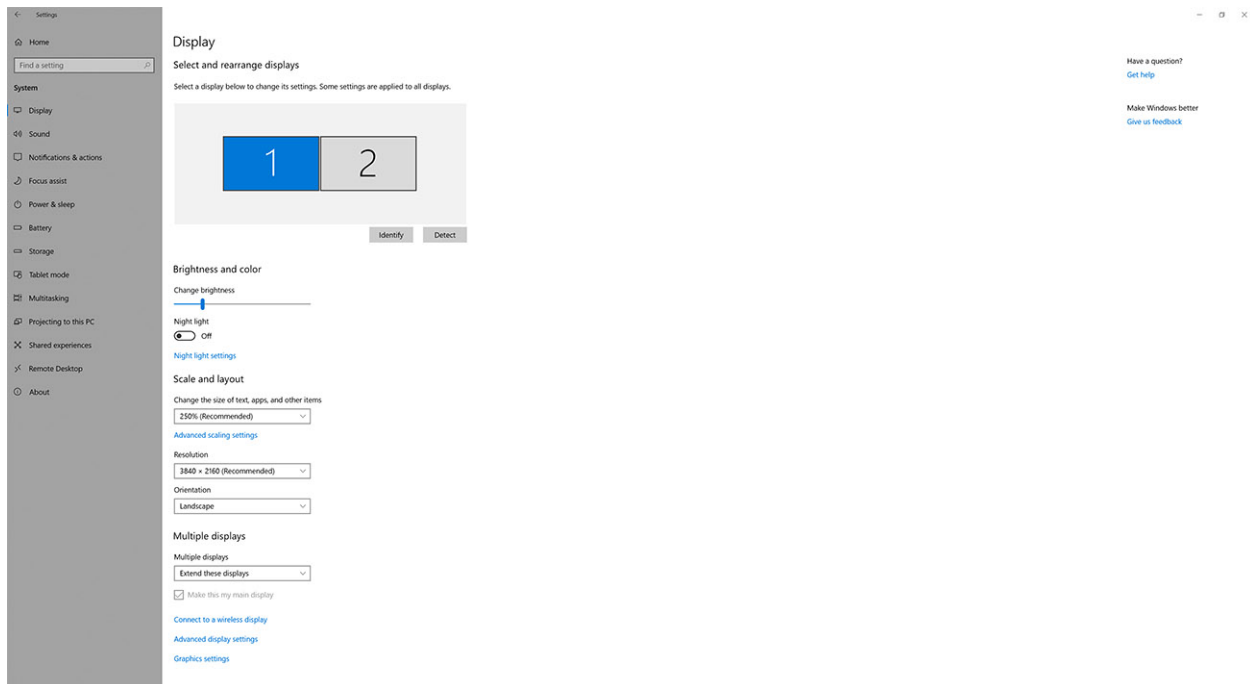 Settings
Home
Find a setting
System
Display
Sound
Notifications & actions
Focus assist
Power & sleep
Battery
Storage
Tablet mode
Multitasking
Projecting to this PC
Shared experiences
Remote Desktop
About
Display
Select and rearrange displays
Select a display below to change its settings. Some settings are applied to all displays.
1 2
Identify Detect
Brightness and color
Change brightness
Night light
Off
Night light settings
Scale and layout
Change the size of text, apps, and other items
250% (Recommended)
Advanced scaling settings
Resolution
3840 × 2160 (Recommended)
Orientation
Landscape
Multiple displays
Multiple displays
Extend these displays
Make this my main display
Connect to a wireless display
Advanced display settings
Graphics settings
Have a question?
Get help
Make Windows better
Give us feedback